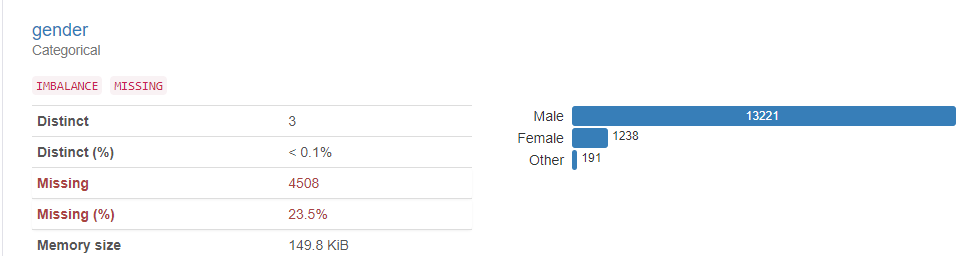 gender
Categorical
IMBALANCE MISSING
Distinct 3
Distinct (%) < 0.1%
Missing 4508
Missing (%) 23.5%
Memory size 149.8 KiB
Male 13221
Female 1238
Other 191